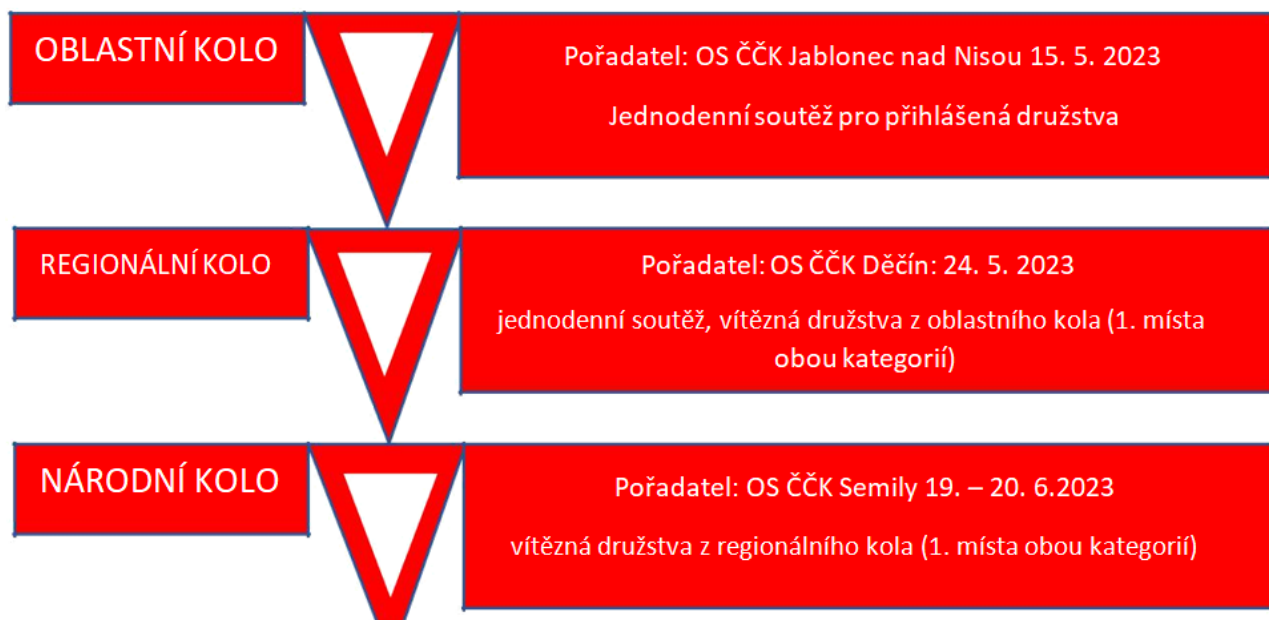 OBLASTNÍ KOLO
Pořadatel: OS ČČK Jablonec nad Nisou 15. 5. 2023
Jednodenní soutěž pro přihlášená družstva
REGIONÁLNÍ KOLO
Pořadatel: OS ČČK Děčín: 24. 5. 2023
jednodenní soutěž, vítězná družstva z oblastního kola (1. místa
obou kategorií)
NÁRODNÍ KOLO
Pořadatel: OS ČČK Semily 19. – 20. 6.2023
vítězná družstva z regionálního kola (1. místa obou kategorií)